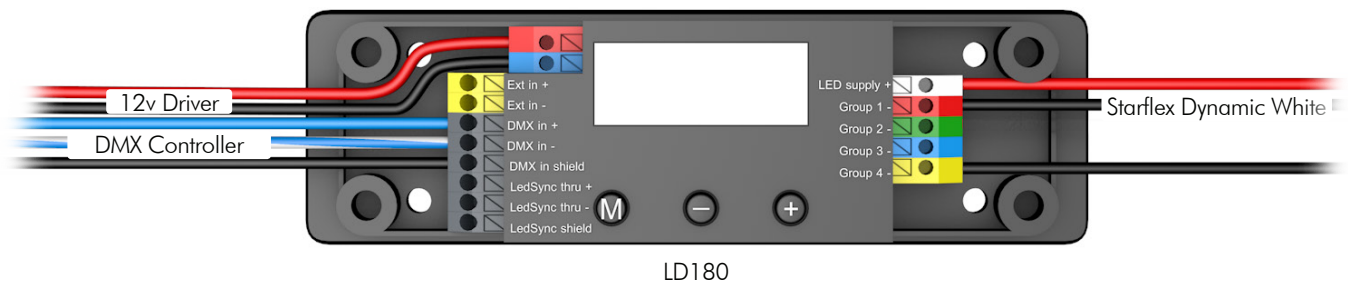 12v Driver
DMX Controller
Ext in +
Ext in -
DMX in +
DMX in -
DMX in shield
LedSync thru +
LedSync thru -
LedSync shield
M
−
+
LED supply +
Group 1 -
Group 2 -
Group 3 -
Group 4 -
Starflex Dynamic White
LD180